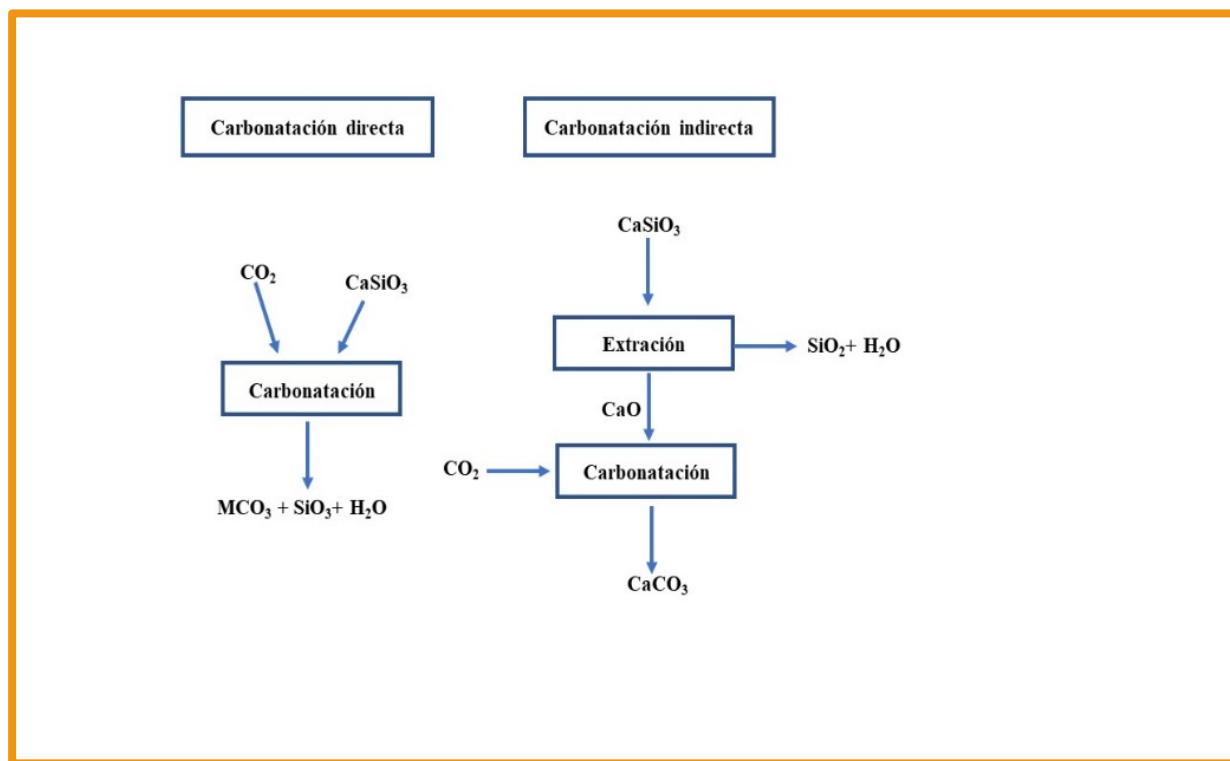 Carbonatación directa
Carbonatación indirecta
CO₂
CaSiO₃
Carbonatación
MCO₃ + SiO₃+ H₂O
CaSiO₃
Extración
SiO₂+ H₂O
CaO
CO₂
Carbonatación
CaCO₃